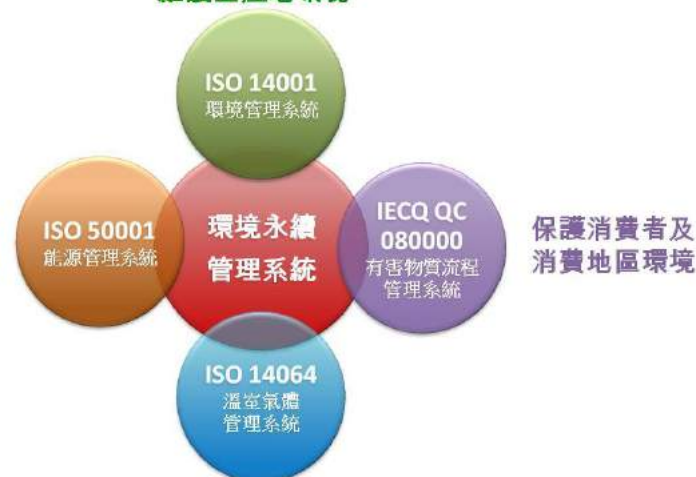 ISO 14001
環境管理系統
ISO 50001
能源管理系統
環境永續
管理系統
IECQ QC
080000
有害物質流程
管理系統
保護消費者及
消費地區環境
ISO 14064
溫室氣體
管理系統